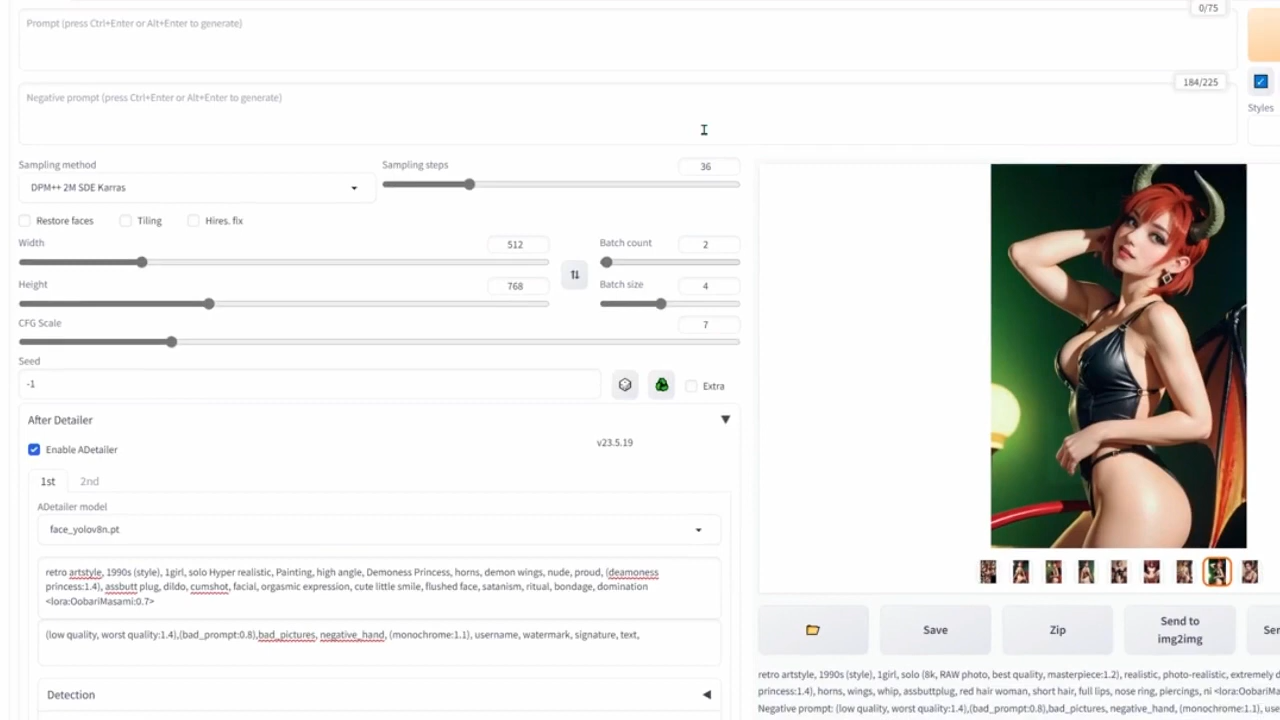 0/75
Prompt (press Ctrl+Enter or Alt+Enter to generate)
184/225
Negative prompt (press Ctrl+Enter or Alt+Enter to generate)
Styles
Sampling method
Sampling steps
36
DPM++ 2M SDE Karras
Restore faces
Tiling
Hires. fix
Width
512
Batch count
2
Height
768
Batch size
4
CFG Scale
7
Seed
-1
Extra
After Detailer
Enable ADetailer
v23.5.19
1st
2nd
ADetailer model
face_yolov8n.pt
retro artstyle, 1990s (style), 1girl, solo Hyper realistic, Painting, high angle, Demoness Princess, horns, demon wings, nude, proud, (deamoness
princess:1.4), assbutt plug, dildo, cumshot, facial, orgasmic expression, cute little smile, flushed face, satanism, ritual, bondage, domination
<lora:OobariMasami:0.7>
(low quality, worst quality:1.4),(bad_prompt:0.8),bad_pictures, negative_hand, (monochrome:1.1), username, watermark, signature, text,
Detection
Save
Zip
Send to
img2img
retro artstyle, 1990s (style), 1girl, solo (8k, RAW photo, best quality, masterpiece:1.2), realistic, photo-realistic, extremely
princess:1.4), horns, wings, whip, assbuttplug, red hair woman, short hair, full lips, nose ring, piercings, ni <lora:OobariMa
Negative prompt: (low quality, worst quality:1.4),(bad_prompt:0.8),bad_pictures, negative_hand, (monochrome:1.1), use